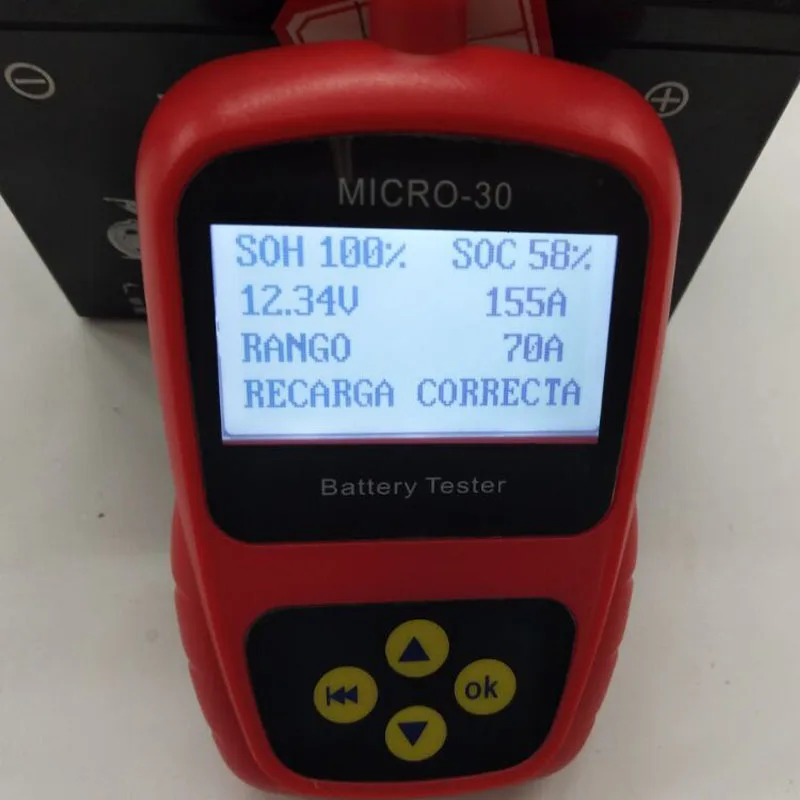 MICRO-30
SOH 100% SOC 58%
12.34V 155A
RANGO 70A
RECARGA CORRECTA
Battery Tester
ok